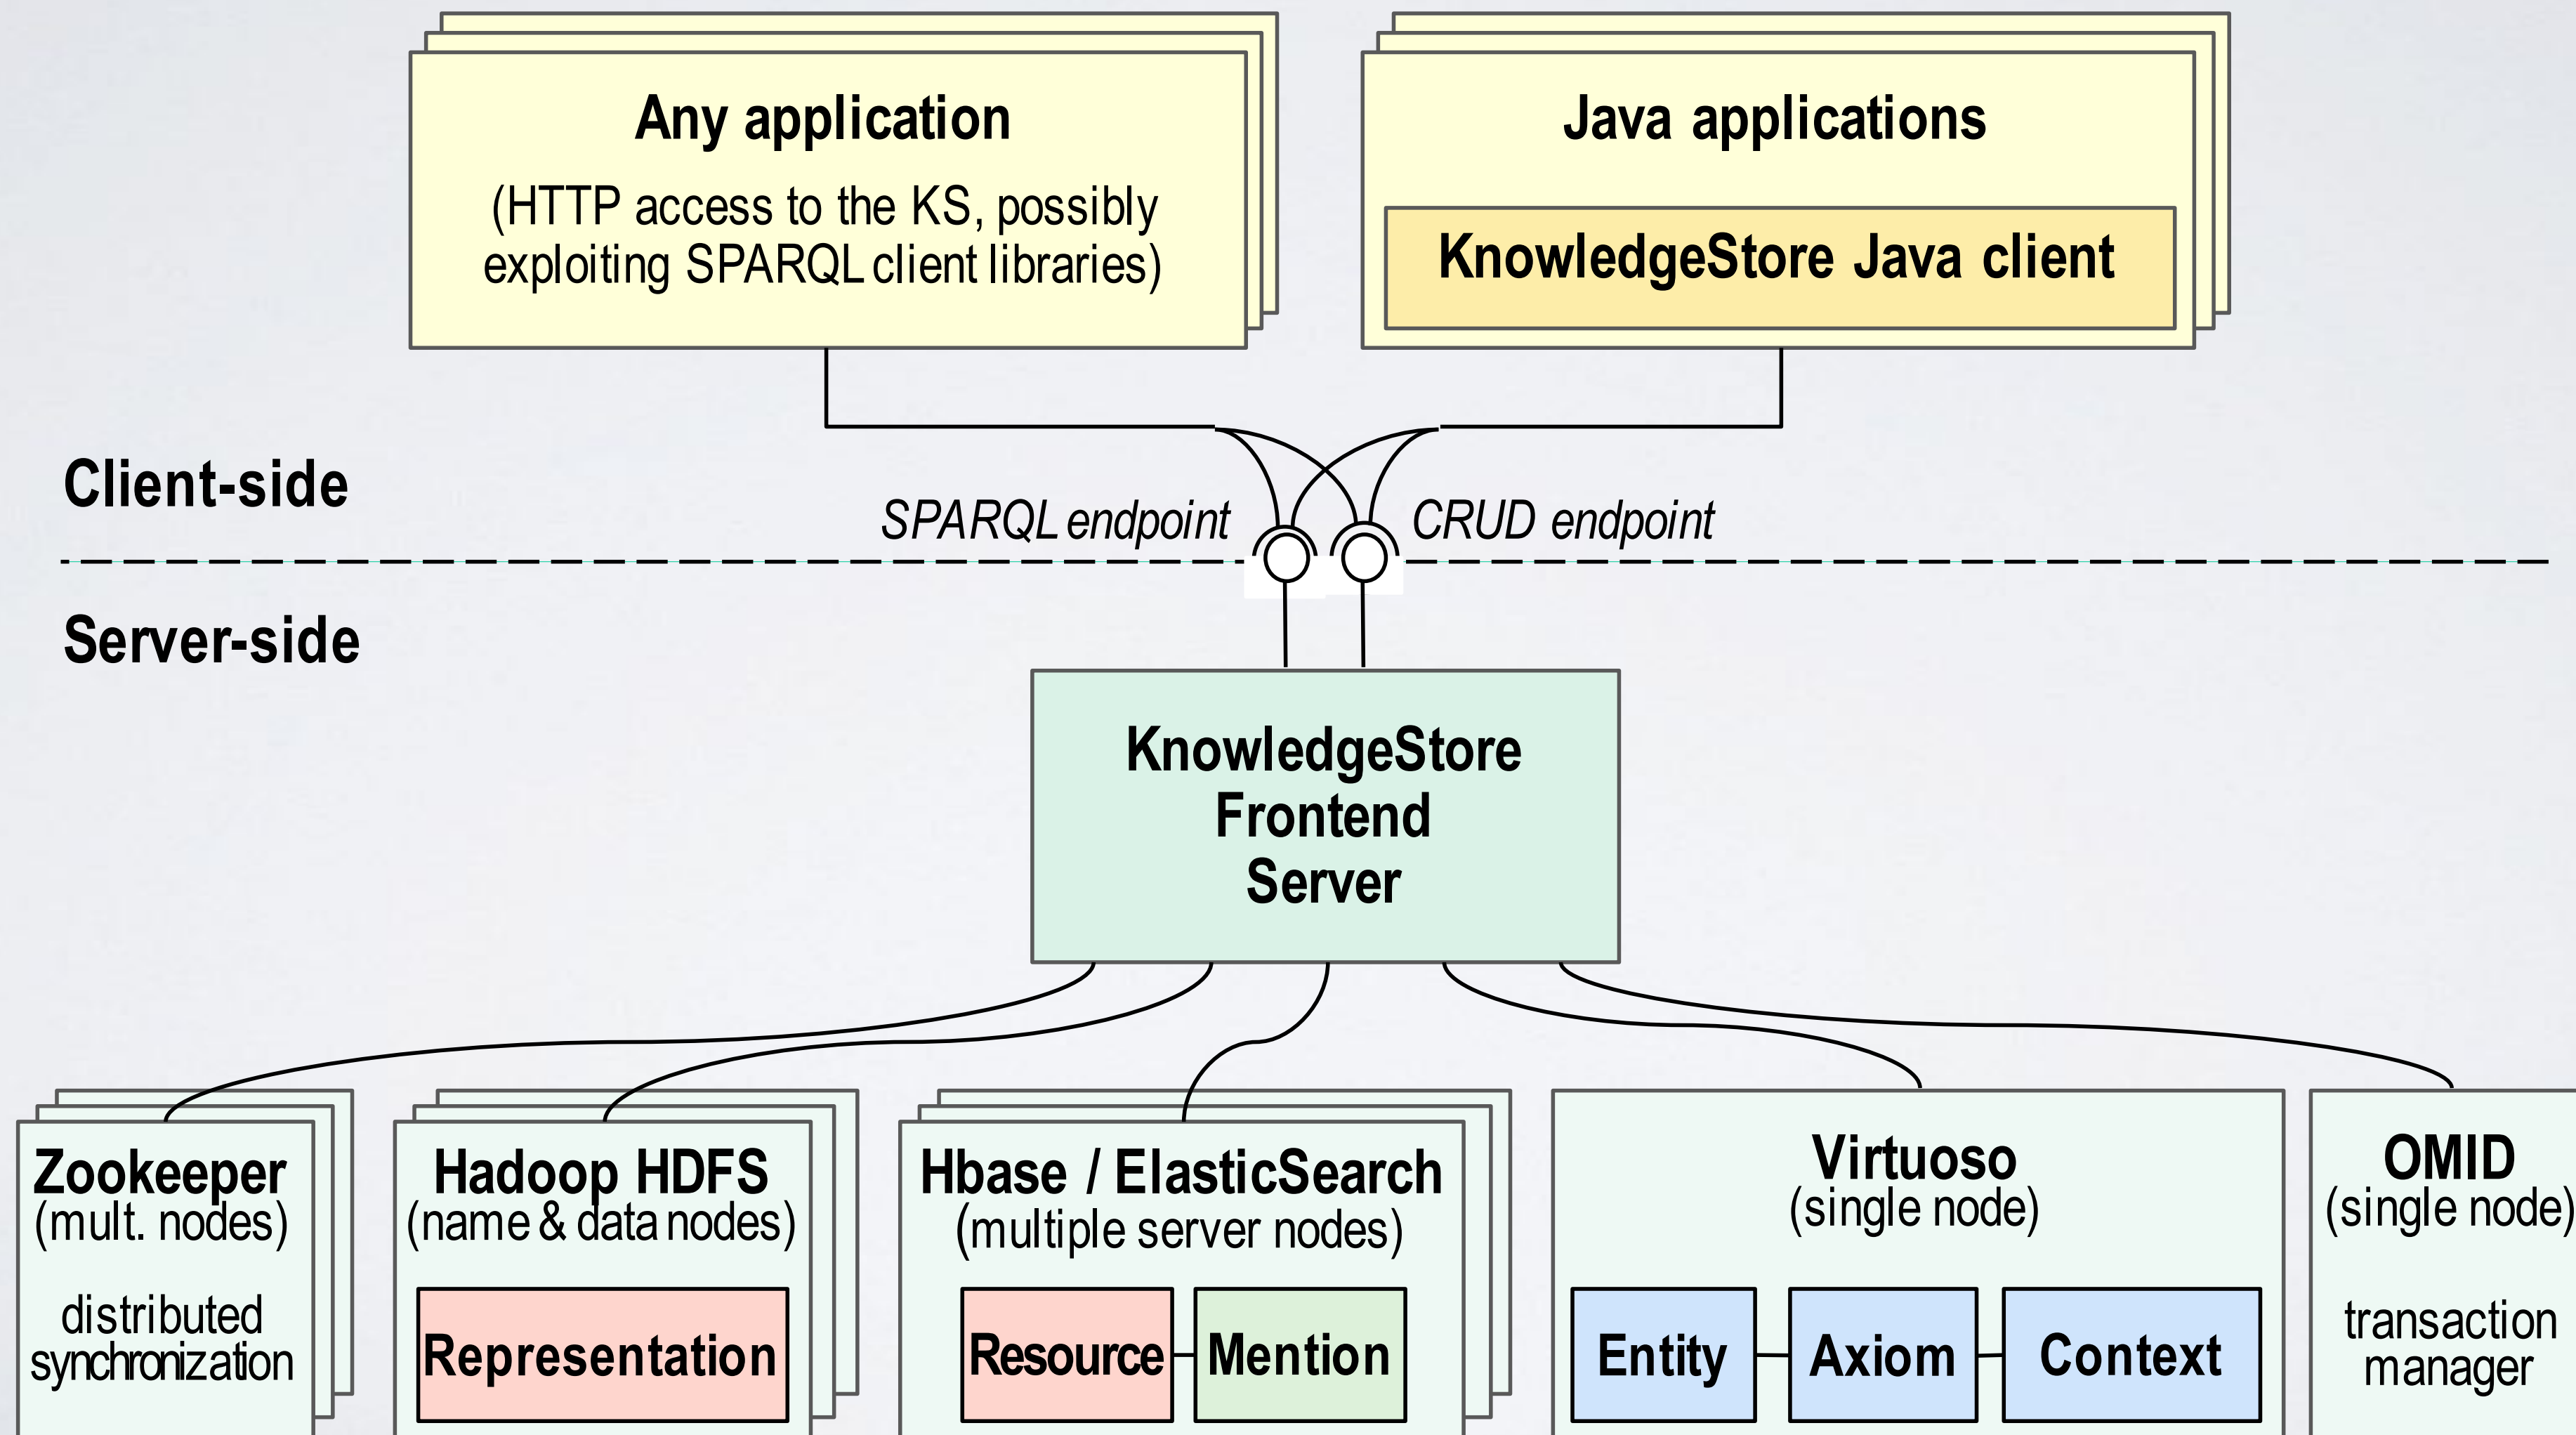 Any application
(HTTP access to the KS, possibly
exploiting SPARQL client libraries)
Java applications
KnowledgeStore Java client
Client-side
SPARQL endpoint
CRUD endpoint
Server-side
KnowledgeStore
Frontend
Server
Zookeeper
(mult. nodes)
distributed
synchronization
Hadoop HDFS
(name & data nodes)
Representation
Hbase / ElasticSearch
(multiple server nodes)
Resource
Mention
Virtuoso
(single node)
Entity
Axiom
Context
OMID
(single node)
transaction
manager